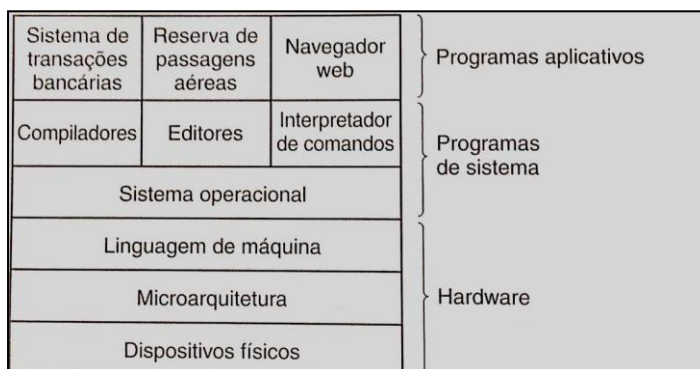 Sistema de
transações
bancárias
Reserva de
passagens
aéreas
Navegador
web
Programas aplicativos
Compiladores
Editores
Interpretador
de comandos
Programas
de sistema
Sistema operacional
Linguagem de máquina
Microarquitetura
Hardware
Dispositivos físicos